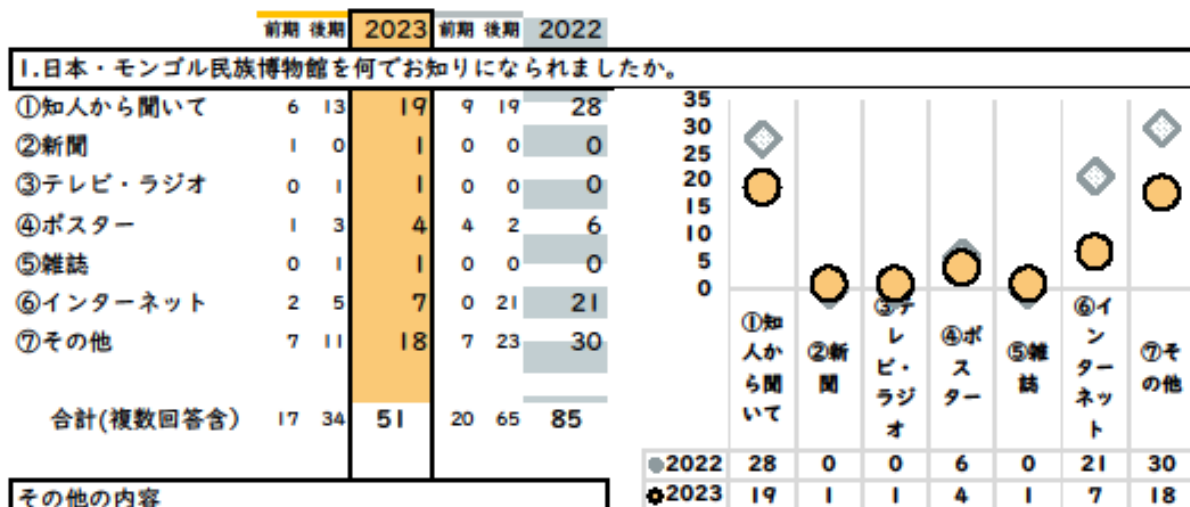 前期 後期 2023 前期 後期 2022
1.日本・モンゴル民族博物館を何でお知りになられましたか。
①知人から聞いて 6 13 19 9 19 28
②新聞 1 0 1 0 0 0
③テレビ・ラジオ 0 1 1 0 0 0
④ポスター 1 3 4 4 2 6
⑤雑誌 0 1 1 0 0 0
⑥インターネット 2 5 7 0 21 21
⑦その他 7 11 18 7 23 30
合計(複数回答含) 17 34 51 20 65 85
その他の内容
35
30
25
20
15
10
5
0
①知
人か
ら聞
いて
②新
聞
③テ
レ
ビ・
ラジ
オ
④ポ
ス
ター
⑤雑
誌
⑥イ
ン
ター
ネッ
ト
⑦そ
の他
2022 28 0 0 6 0 21 30
2023 19 1 1 4 1 7 18